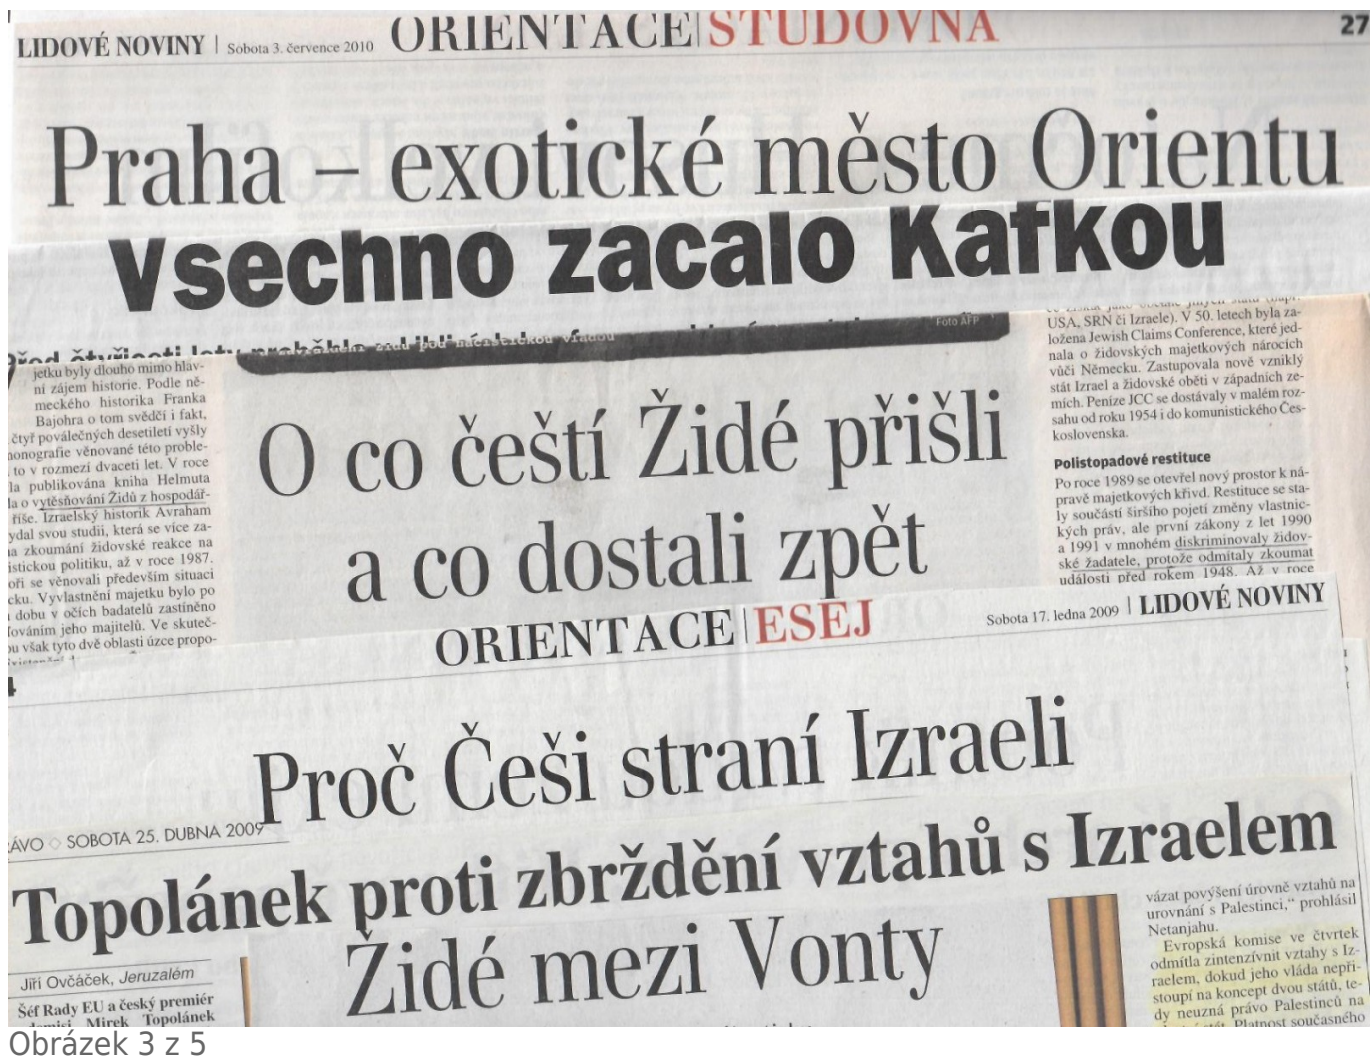 LIDOVÉ NOVINY | Sobota 3. července 2010 ORIENTACE|STUDOVNA 27
Praha – exotické město Orientu
Všechno začalo Kafkou
Foto AFP
pod nacistickou vládou
jetku byly dlouho mimo hlav-
ní zájem historie. Podle ně-
meckého historika Franka
Bajohra o tom svědčí i fakt,
čtyř poválečných desetiletí vyšly
monografie věnované této proble-
to v rozmezí dvaceti let. V roce
la publikována kniha Helmuta
la o vytěsňování Židů z hospodář-
říše. Izraelský historik Avraham
ydal svou studii, která se více za-
a zkoumání židovské reakce na
istickou politiku, až v roce 1987.
oři se věnovali především situaci
cku. Vyvlastnění majetku bylo po
dobu v očích badatelů zastíněno
ováním jeho majitelů. Ve skuteč-
ou však tyto dvě oblasti úzce propo-
O co čeští Židé přišli
a co dostali zpět
USA, SRN či Izraele). V 50. letech byla za-
ložena Jewish Claims Conference, které jed-
nala o židovských majetkových nárocích
vůči Německu. Zastupovala nově vzniklý
stát Izrael a židovské oběti v západních ze-
mích. Peníze JCC se dostávaly v malém roz-
sahu od roku 1954 i do komunistického Čes-
koslovenska.
Polistopadové restituce
Po roce 1989 se otevřel nový prostor k ná-
pravě majetkových křivd. Restituce se sta-
ly součástí širšího pojetí změny vlastnic-
kých práv, ale první zákony z let 1990
a 1991 v mnohém diskriminovaly židov-
ské žadatele, protože odmítaly zkoumat
události před rokem 1948. Až v roce
ORIENTACE|ESEJ Sobota 17. ledna 2009 | LIDOVÉ NOVINY
Proč Češi straní Izraeli
ÁVO ◇ SOBOTA 25. DUBNA 2009
Topolánek proti zbrždění vztahů s Izraelem
Jiří Ovčáček, Jeruzalém
Šéf Rady EU a český premiér
Mirek Topolánek
Židé mezi Vonty
vázat povýšení úrovně vztahů na
urovnání s Palestinci,“ prohlásil
Netanjahu.
Evropská komise ve čtvrtek
odmítla zintenzívnit vztahy s Iz-
raelem, dokud jeho vláda nepři-
stoupí na koncept dvou států, te-
dy neuzná právo Palestinců na
stát. Platnost současného
Obrázek 3 z 5